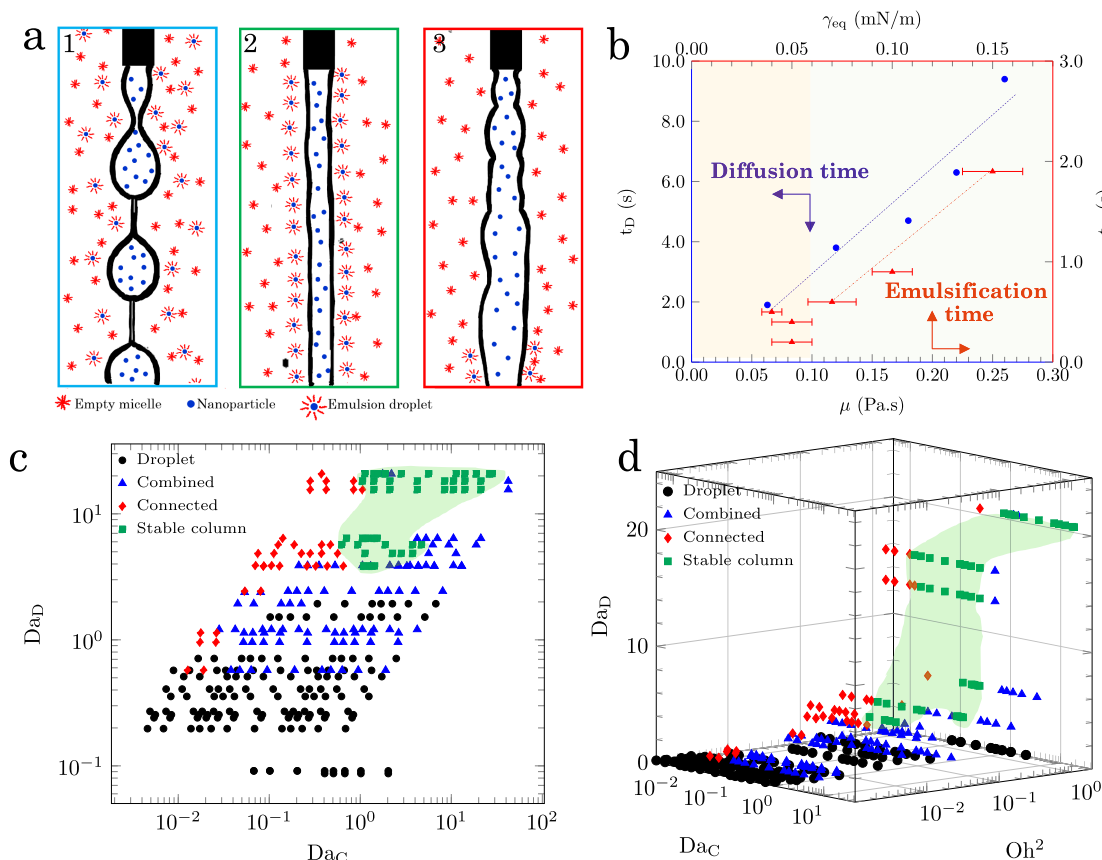 a
1
2
3
Empty micelle
Nanoparticle
Emulsion droplet
b
γeq (mN/m)
0.00 0.05 0.10 0.15
10.0
8.0
6.0
4.0
2.0
0.0
tD (s)
3.0
2.0
1.0
0.0
Diffusion time
Emulsification
time
0.00 0.05 0.10 0.15 0.20 0.25 0.30
μ (Pa.s)
c
Droplet
Combined
Connected
Stable column
10¹
10⁰
10⁻¹
DaD
10⁻² 10⁻¹ 10⁰ 10¹ 10²
DaC
d
Droplet
Combined
Connected
Stable column
20
10
0
DaD
10⁻² 10⁻¹ 10⁰ 10¹
DaC
10⁻² 10⁻¹ 10⁰
Oh²